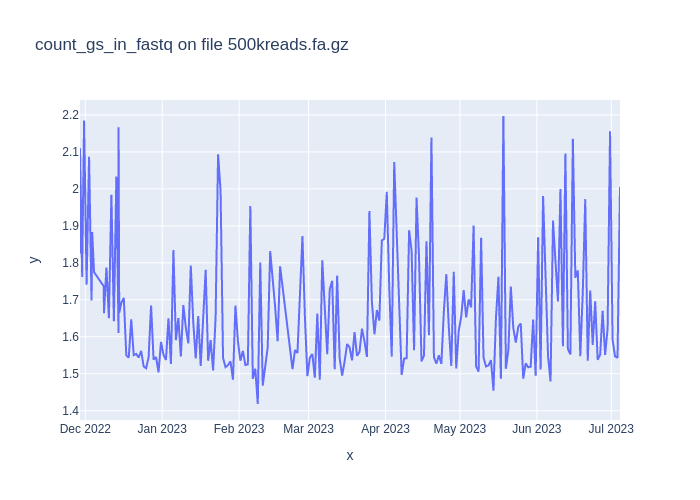 count_gs_in_fastq on file 500kreads.fa.gz
2.2
2.1
2
1.9
1.8
1.7
1.6
1.5
1.4
y
Dec 2022 Jan 2023 Feb 2023 Mar 2023 Apr 2023 May 2023 Jun 2023 Jul 2023
x